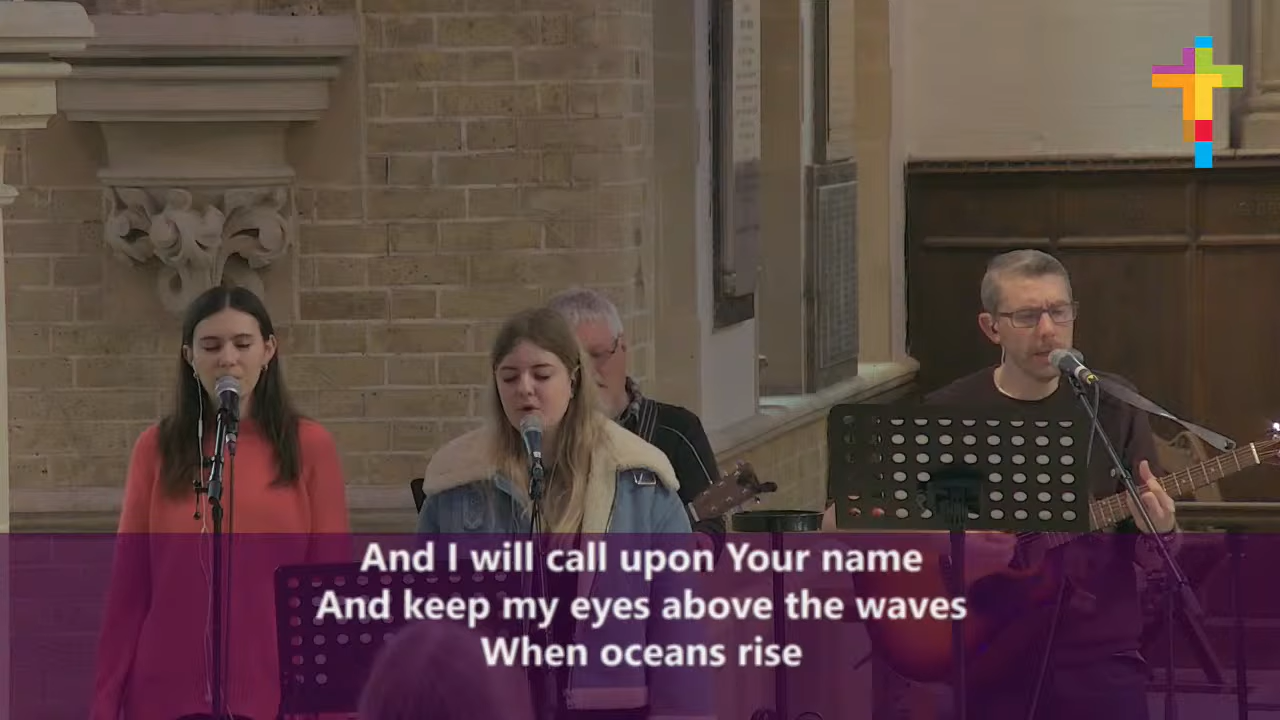 And I will call upon Your name
And keep my eyes above the waves
When oceans rise